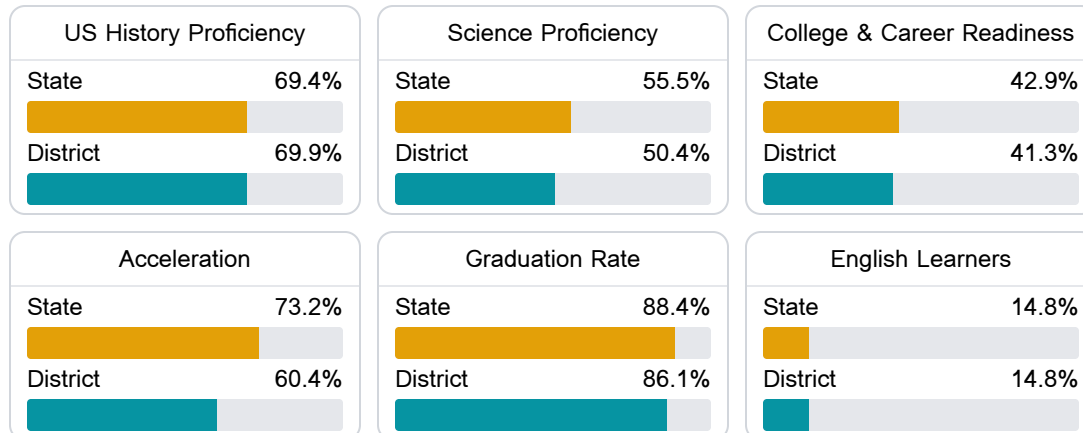 US History Proficiency
State 69.4%
District 69.9%
Science Proficiency
State 55.5%
District 50.4%
College & Career Readiness
State 42.9%
District 41.3%
Acceleration
State 73.2%
District 60.4%
Graduation Rate
State 88.4%
District 86.1%
English Learners
State 14.8%
District 14.8%